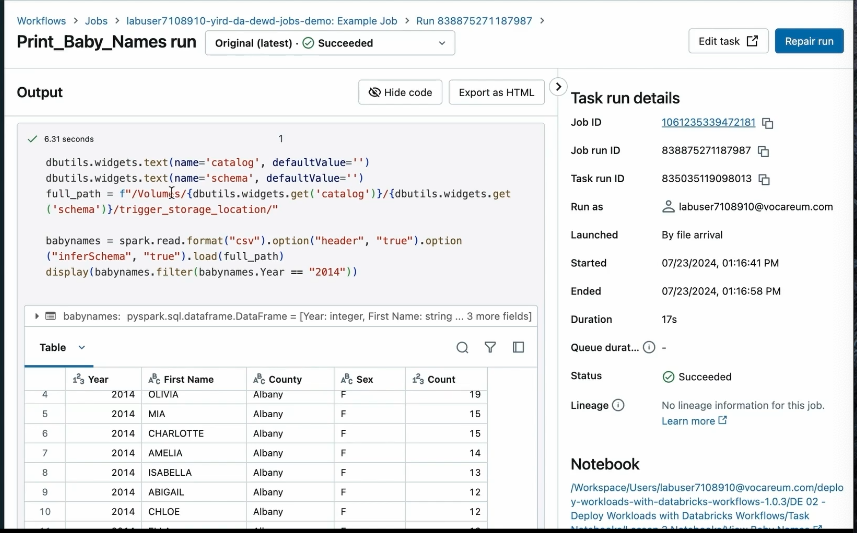 Workflows > Jobs > labuser7108910-yird-da-dewd-jobs-demo: Example Job > Run 838875271187987 >
Print_Baby_Names run
Original (latest) · Succeeded
Edit task
Repair run
Output
Hide code
Export as HTML
6.31 seconds
1
dbutils.widgets.text(name='catalog', defaultValue='')
dbutils.widgets.text(name='schema', defaultValue='')
full_path = f"/Volumes/{dbutils.widgets.get('catalog')}/{dbutils.widgets.get
('schema')}/trigger_storage_location/"
babynames = spark.read.format("csv").option("header", "true").option
("inferSchema", "true").load(full_path)
display(babynames.filter(babynames.Year == "2014"))
babynames: pyspark.sql.dataframe.DataFrame = [Year: integer, First Name: string ... 3 more fields]
Table
Year First Name County Sex Count
4 2014 OLIVIA Albany F 19
5 2014 MIA Albany F 15
6 2014 CHARLOTTE Albany F 15
7 2014 AMELIA Albany F 14
8 2014 ISABELLA Albany F 13
9 2014 ABIGAIL Albany F 12
10 2014 CHLOE Albany F 12
Task run details
Job ID 1061235339472181
Job run ID 838875271187987
Task run ID 835035119098013
Run as labuser7108910@vocareum.com
Launched By file arrival
Started 07/23/2024, 01:16:41 PM
Ended 07/23/2024, 01:16:58 PM
Duration 17s
Queue durat... -
Status Succeeded
Lineage No lineage information for this job.
Learn more
Notebook
/Workspace/Users/labuser7108910@vocareum.com/deplo
y-workloads-with-databricks-workflows-1.0.3/DE 02 -
Deploy Workloads with Databricks Workflows/Task